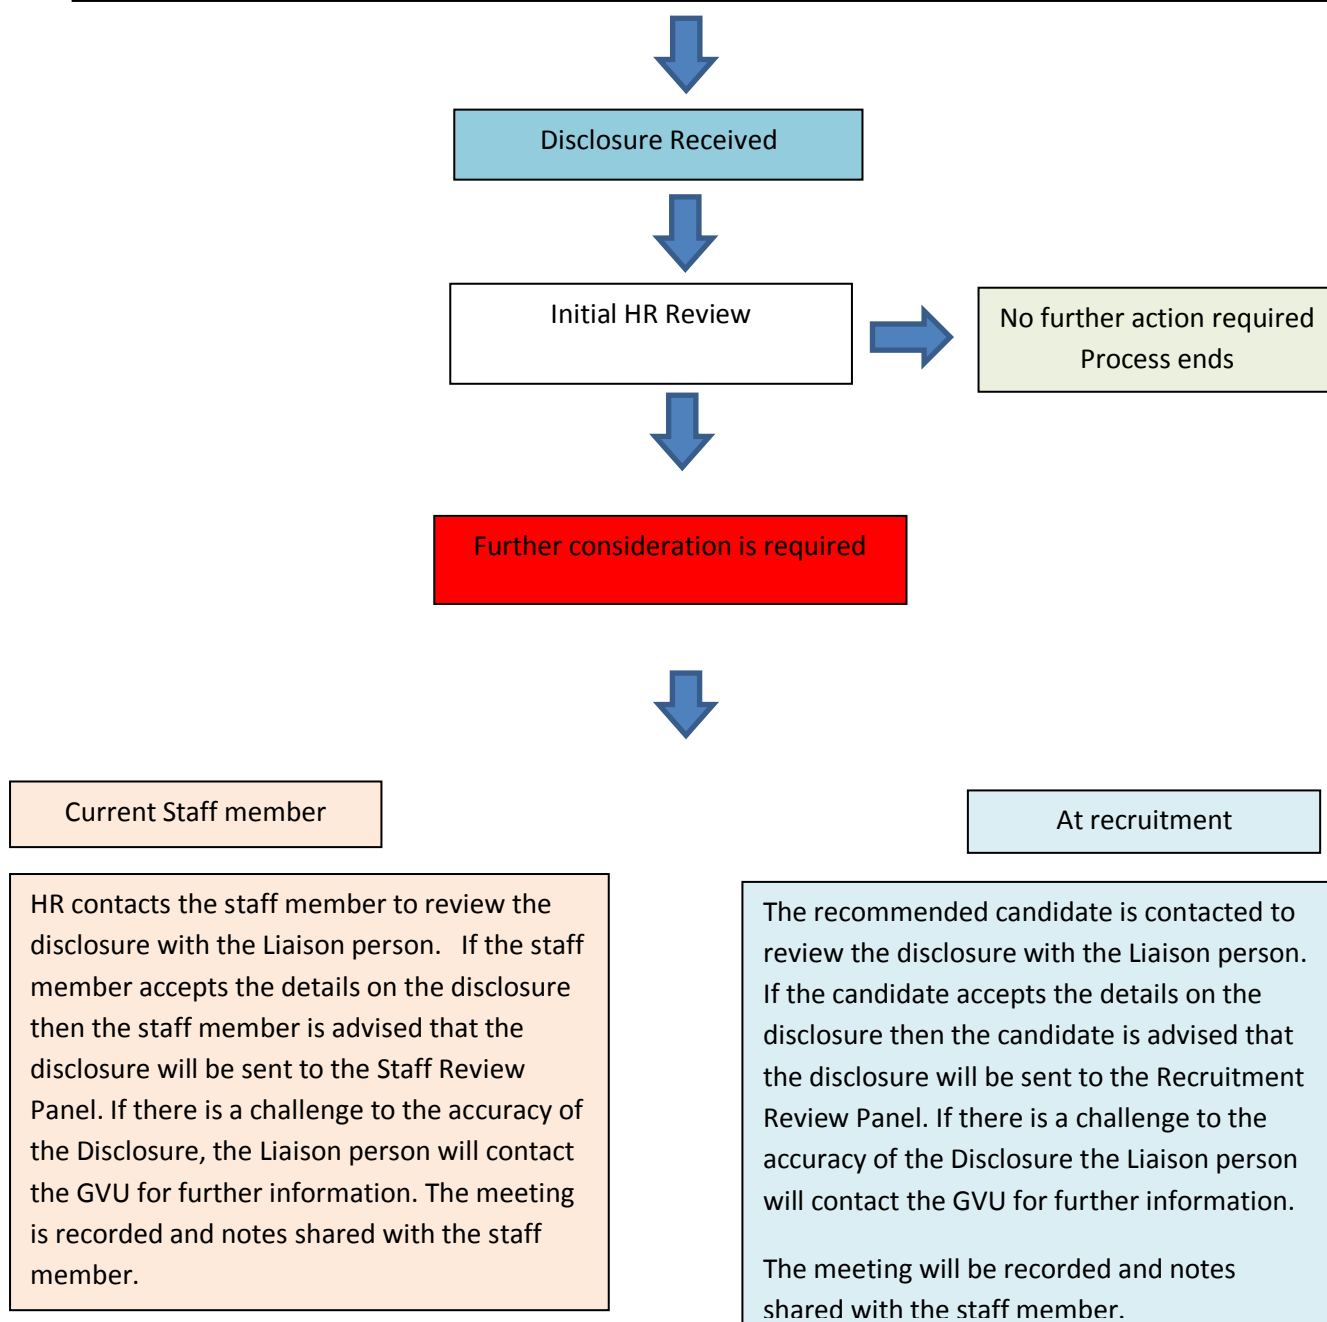 Disclosure Received
Initial HR Review
No further action required
Process ends
Further consideration is required
Current Staff member
At recruitment
HR contacts the staff member to review the
disclosure with the Liaison person.   If the staff
member accepts the details on the disclosure
then the staff member is advised that the
disclosure will be sent to the Staff Review
Panel. If there is a challenge to the accuracy of
the Disclosure, the Liaison person will contact
the GVU for further information. The meeting
is recorded and notes shared with the staff
member.
The recommended candidate is contacted to
review the disclosure with the Liaison person.
If the candidate accepts the details on the
disclosure then the candidate is advised that
the disclosure will be sent to the Recruitment
Review Panel. If there is a challenge to the
accuracy of the Disclosure the Liaison person
will contact the GVU for further information.
The meeting will be recorded and notes
shared with the staff member.